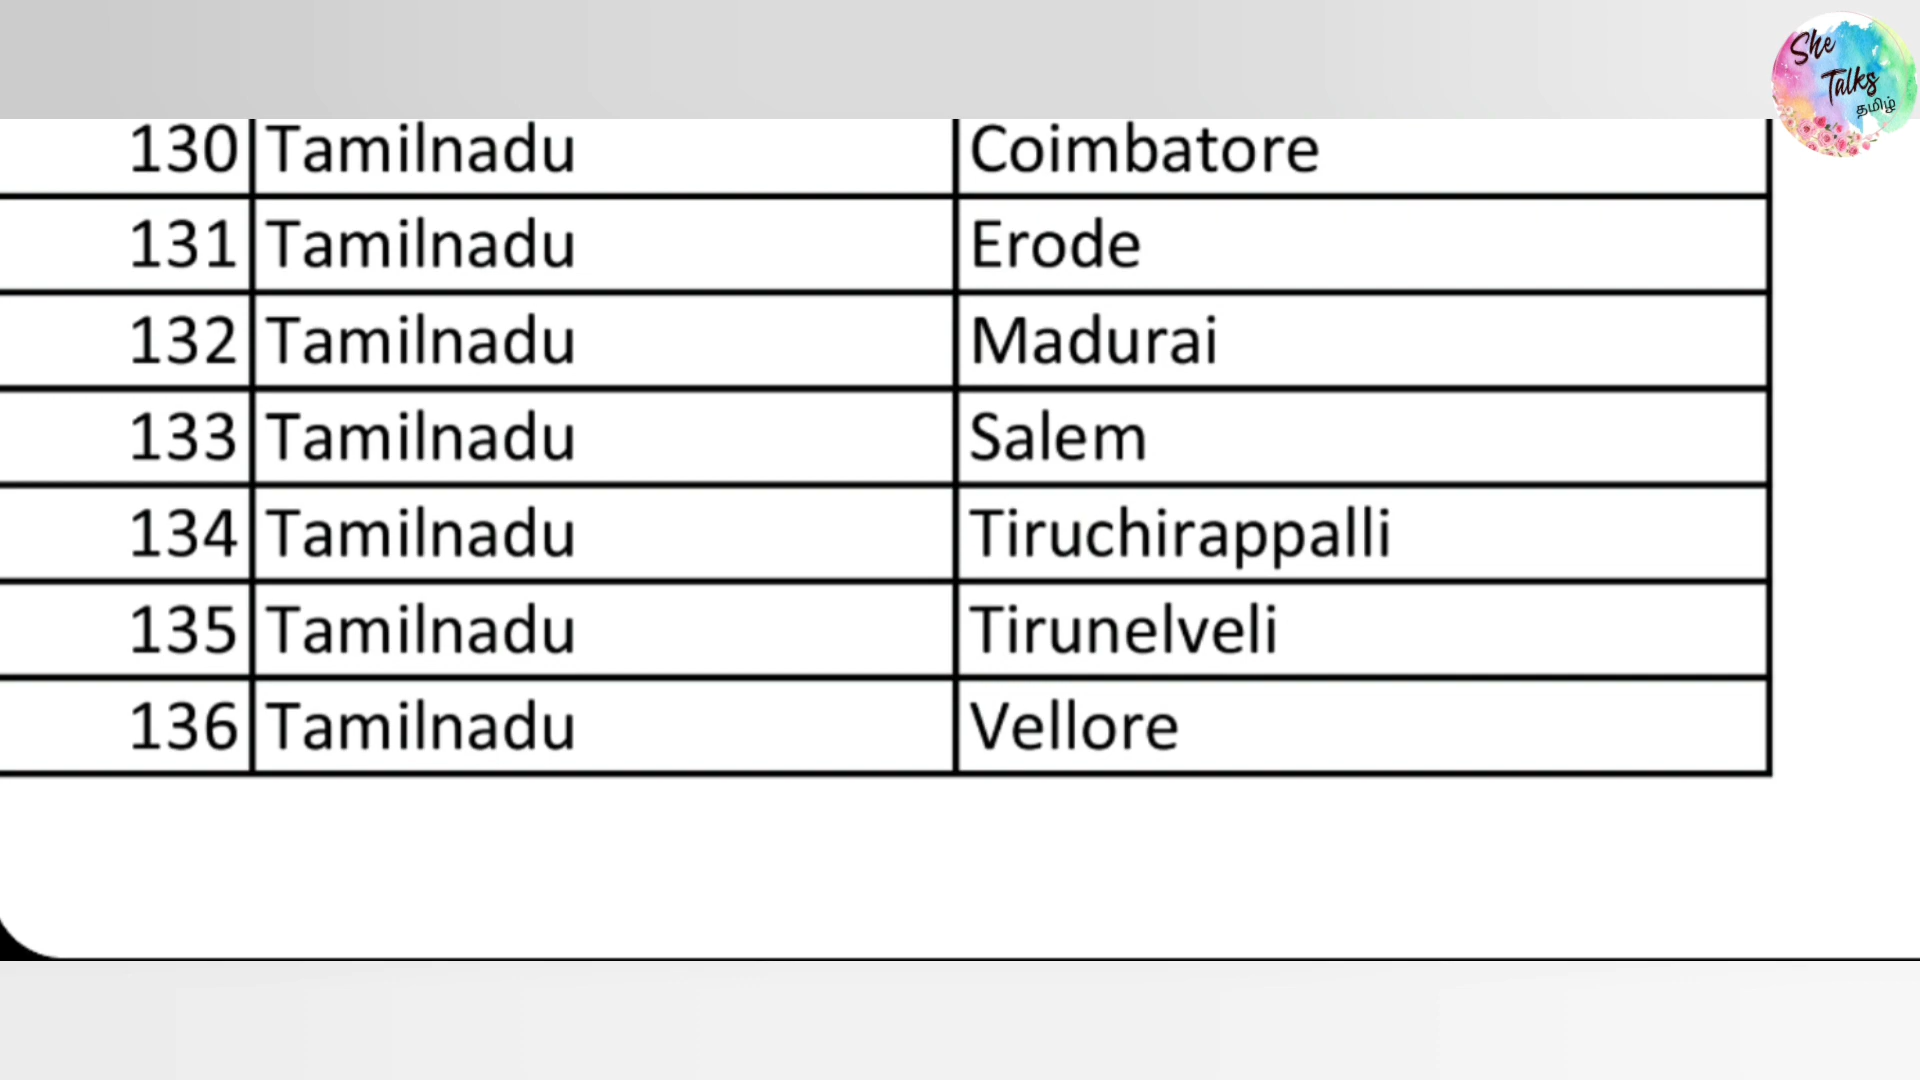 She
Talks
தமிழ்
130 Tamilnadu Coimbatore
131 Tamilnadu Erode
132 Tamilnadu Madurai
133 Tamilnadu Salem
134 Tamilnadu Tiruchirappalli
135 Tamilnadu Tirunelveli
136 Tamilnadu Vellore